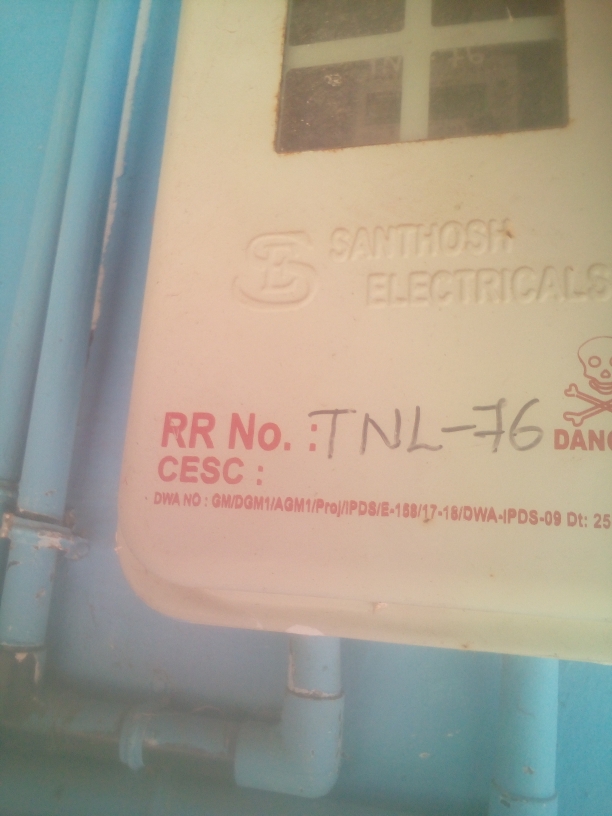 SANTHOSH
ELECTRICALS
RR No. : TNL-76
CESC :
DANG
DWA NO : GM/DGM1/AGM1/Proj/IPDS/E-158/17-18/DWA-IPDS-09 Dt: 25